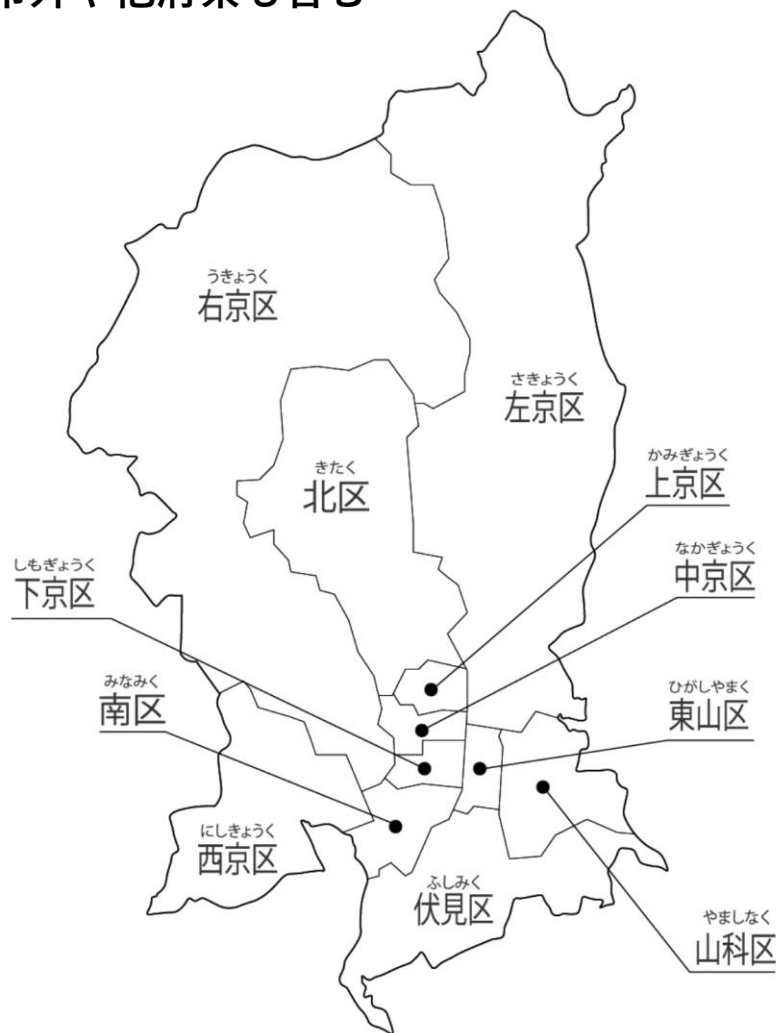 うきょうく
右京区
さきょうく
左京区
きたく
北区
かみぎょうく
上京区
なかぎょうく
中京区
しもぎょうく
下京区
みなみく
南区
ひがしやまく
東山区
にしきょうく
西京区
ふしみく
伏見区
やましなく
山科区